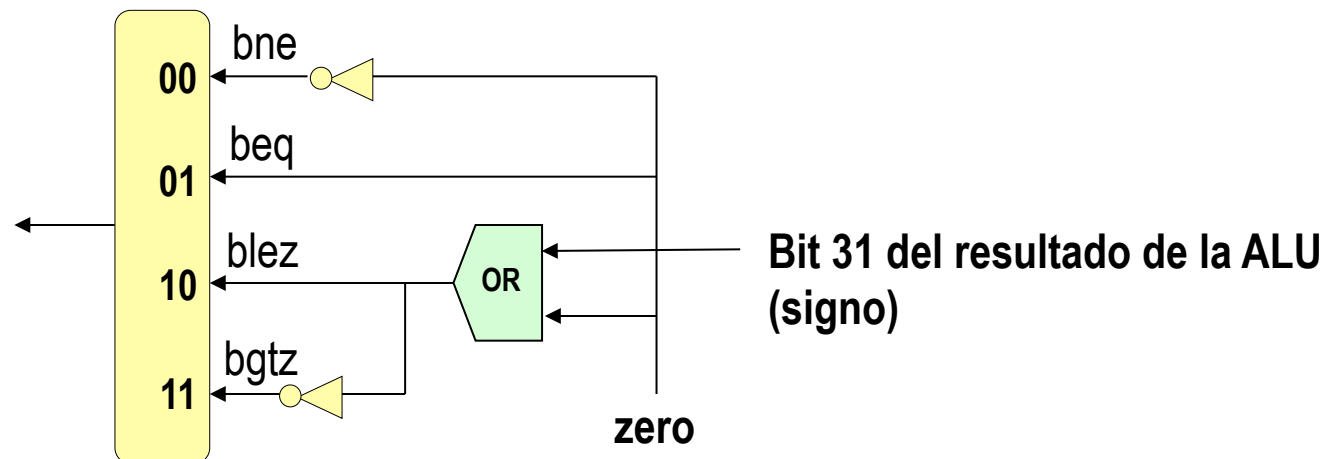 bne
00
beq
01
blez
10
OR
Bit 31 del resultado de la ALU
(signo)
bgtz
11
zero